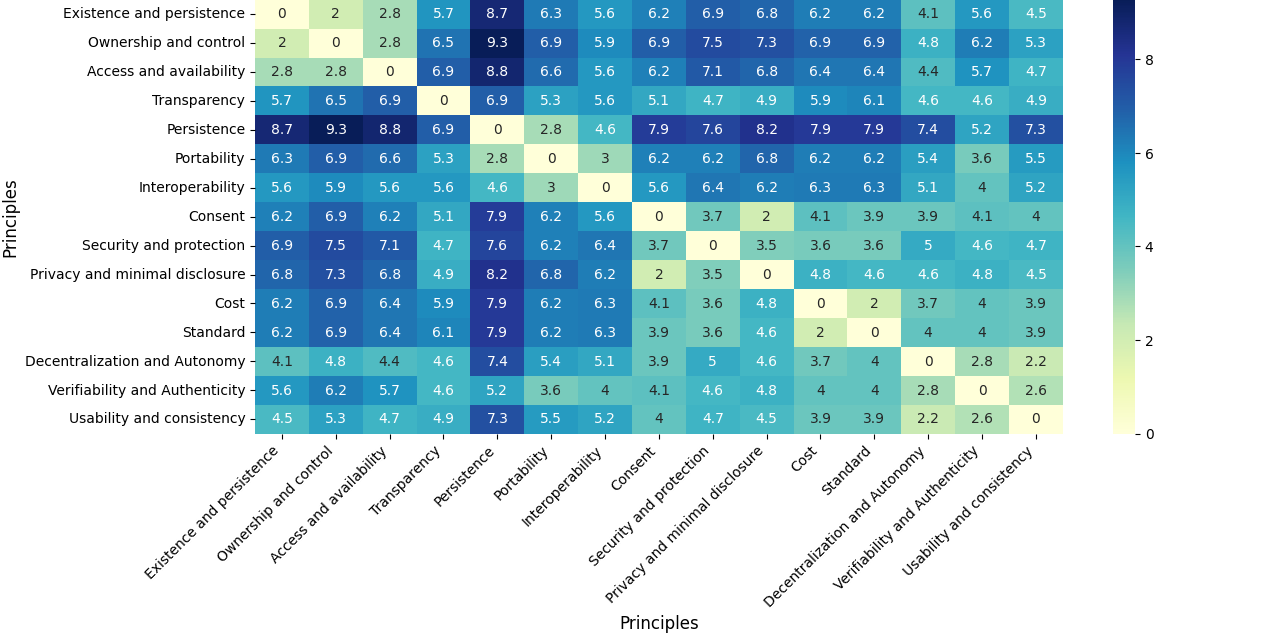 Existence and persistence 0 2 2.8 5.7 8.7 6.3 5.6 6.2 6.9 6.8 6.2 6.2 4.1 5.6 4.5
Ownership and control 2 0 2.8 6.5 9.3 6.9 5.9 6.9 7.5 7.3 6.9 6.9 4.8 6.2 5.3
Access and availability 2.8 2.8 0 6.9 8.8 6.6 5.6 6.2 7.1 6.8 6.4 6.4 4.4 5.7 4.7
Transparency 5.7 6.5 6.9 0 6.9 5.3 5.6 5.1 4.7 4.9 5.9 6.1 4.6 4.6 4.9
Persistence 8.7 9.3 8.8 6.9 0 2.8 4.6 7.9 7.6 8.2 7.9 7.9 7.4 5.2 7.3
Portability 6.3 6.9 6.6 5.3 2.8 0 3 6.2 6.2 6.8 6.2 6.2 5.4 3.6 5.5
Interoperability 5.6 5.9 5.6 5.6 4.6 3 0 5.6 6.4 6.2 6.3 6.3 5.1 4 5.2
Consent 6.2 6.9 6.2 5.1 7.9 6.2 5.6 0 3.7 2 4.1 3.9 3.9 4.1 4
Security and protection 6.9 7.5 7.1 4.7 7.6 6.2 6.4 3.7 0 3.5 3.6 3.6 5 4.6 4.7
Privacy and minimal disclosure 6.8 7.3 6.8 4.9 8.2 6.8 6.2 2 3.5 0 4.8 4.6 4.6 4.8 4.5
Cost 6.2 6.9 6.4 5.9 7.9 6.2 6.3 4.1 3.6 4.8 0 2 3.7 4 3.9
Standard 6.2 6.9 6.4 6.1 7.9 6.2 6.3 3.9 3.6 4.6 2 0 4 4 3.9
Decentralization and Autonomy 4.1 4.8 4.4 4.6 7.4 5.4 5.1 3.9 5 4.6 3.7 4 0 2.8 2.2
Verifiability and Authenticity 5.6 6.2 5.7 4.6 5.2 3.6 4 4.1 4.6 4.8 4 4 2.8 0 2.6
Usability and consistency 4.5 5.3 4.7 4.9 7.3 5.5 5.2 4 4.7 4.5 3.9 3.9 2.2 2.6 0
Principles
Existence and persistence
Ownership and control
Access and availability
Transparency
Persistence
Portability
Interoperability
Consent
Security and protection
Privacy and minimal disclosure
Cost
Standard
Decentralization and Autonomy
Verifiability and Authenticity
Usability and consistency
Principles
8
6
4
2
0